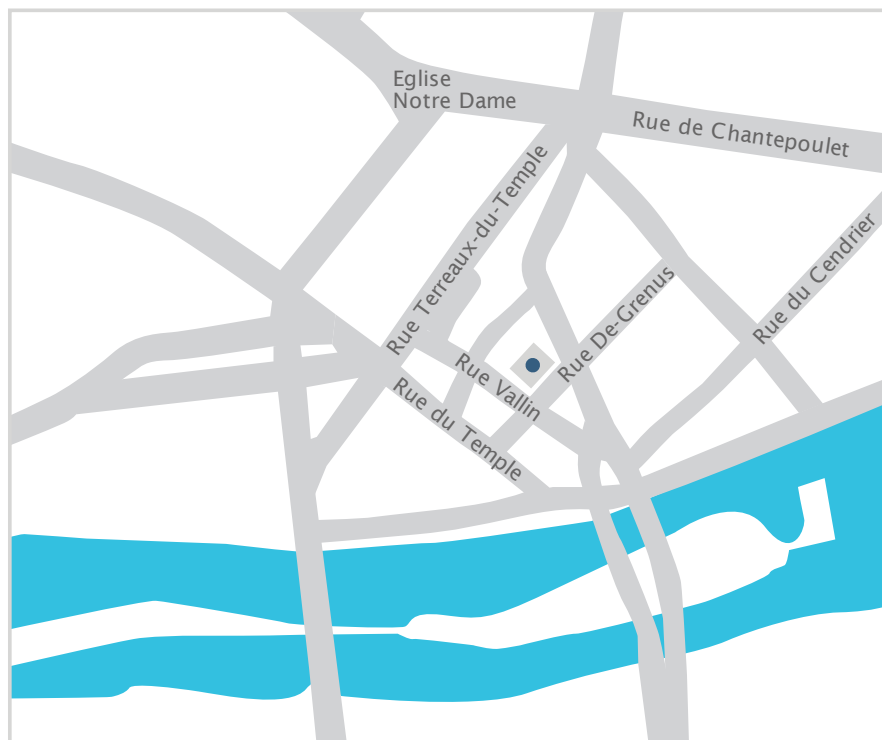 Eglise
Notre Dame
Rue de Chantepoulet
Rue Terreaux-du-Temple
Rue du Cendrier
Rue De-Grenus
Rue Vallin
Rue du Temple